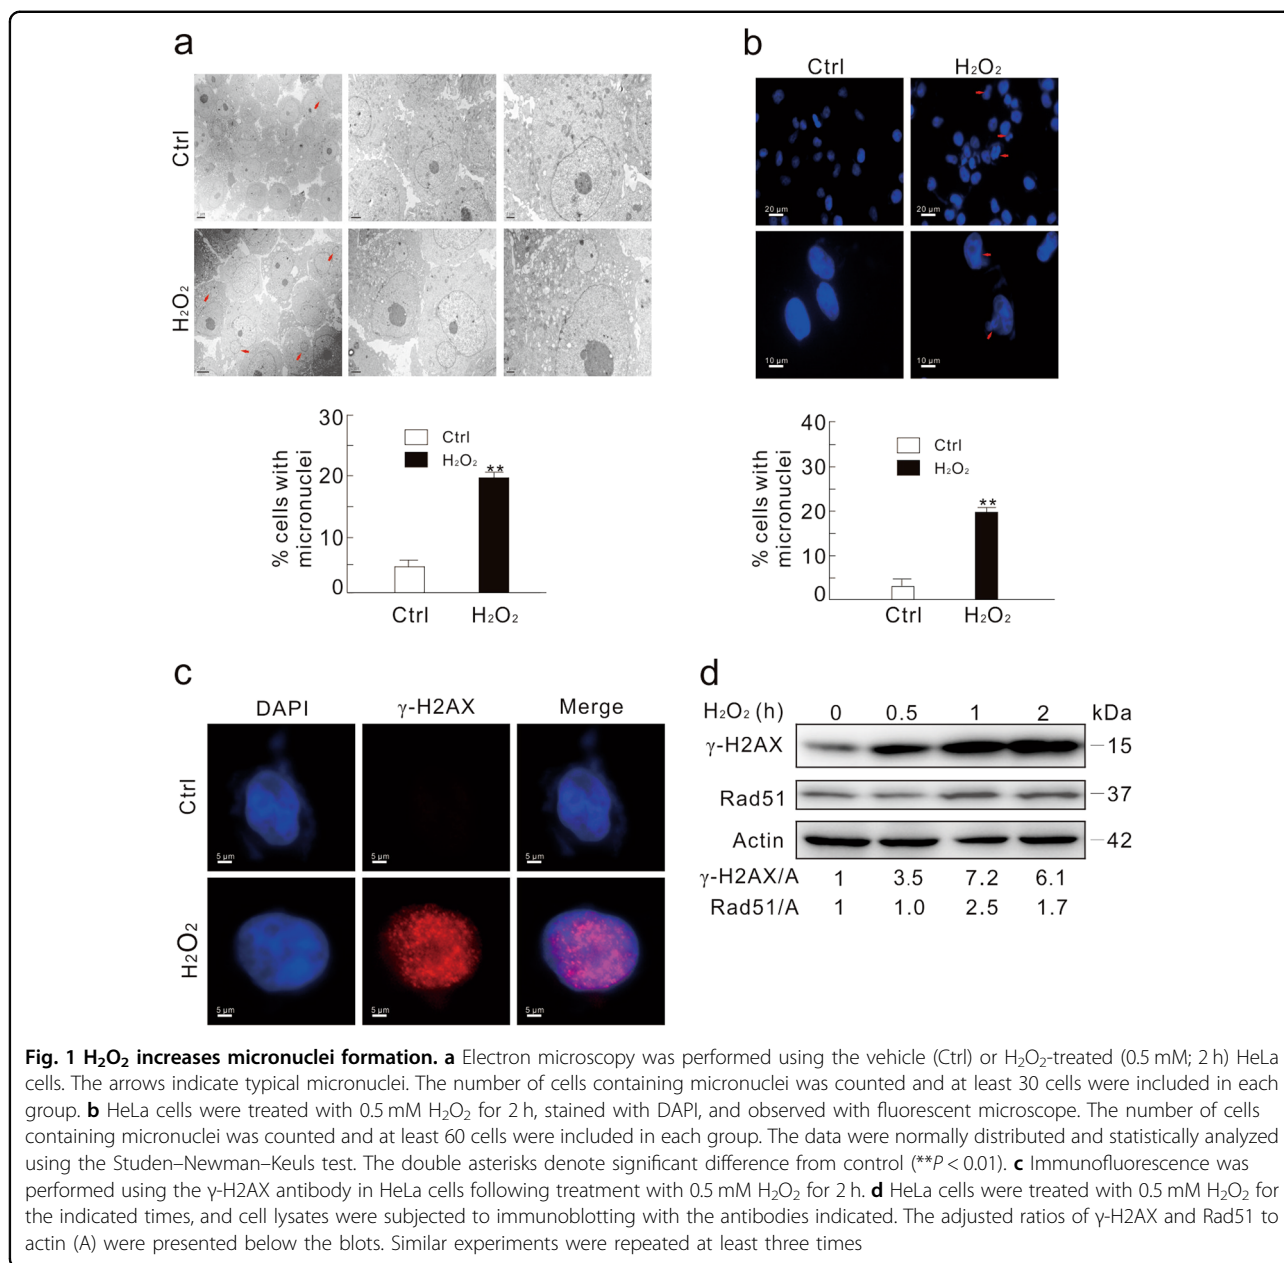 a
Ctrl
H₂O₂
% cells with
micronuclei
30
20
10
0
Ctrl
H₂O₂
**
Ctrl
H₂O₂
b
Ctrl
H₂O₂
20 µm
20 µm
10 µm
10 µm
% cells with
micronuclei
40
30
20
10
0
Ctrl
H₂O₂
**
Ctrl
H₂O₂
c
DAPI
γ-H2AX
Merge
Ctrl
5 µm
5 µm
5 µm
H₂O₂
5 µm
5 µm
5 µm
d
H₂O₂ (h) 0 0.5 1 2 kDa
γ-H2AX 15
Rad51 37
Actin 42
γ-H2AX/A 1 3.5 7.2 6.1
Rad51/A 1 1.0 2.5 1.7
Fig. 1 H₂O₂ increases micronuclei formation. a Electron microscopy was performed using the vehicle (Ctrl) or H₂O₂-treated (0.5 mM; 2 h) HeLa
cells. The arrows indicate typical micronuclei. The number of cells containing micronuclei was counted and at least 30 cells were included in each
group. b HeLa cells were treated with 0.5 mM H₂O₂ for 2 h, stained with DAPI, and observed with fluorescent microscope. The number of cells
containing micronuclei was counted and at least 60 cells were included in each group. The data were normally distributed and statistically analyzed
using the Studen–Newman–Keuls test. The double asterisks denote significant difference from control (**P < 0.01). c Immunofluorescence was
performed using the γ-H2AX antibody in HeLa cells following treatment with 0.5 mM H₂O₂ for 2 h. d HeLa cells were treated with 0.5 mM H₂O₂ for
the indicated times, and cell lysates were subjected to immunoblotting with the antibodies indicated. The adjusted ratios of γ-H2AX and Rad51 to
actin (A) were presented below the blots. Similar experiments were repeated at least three times